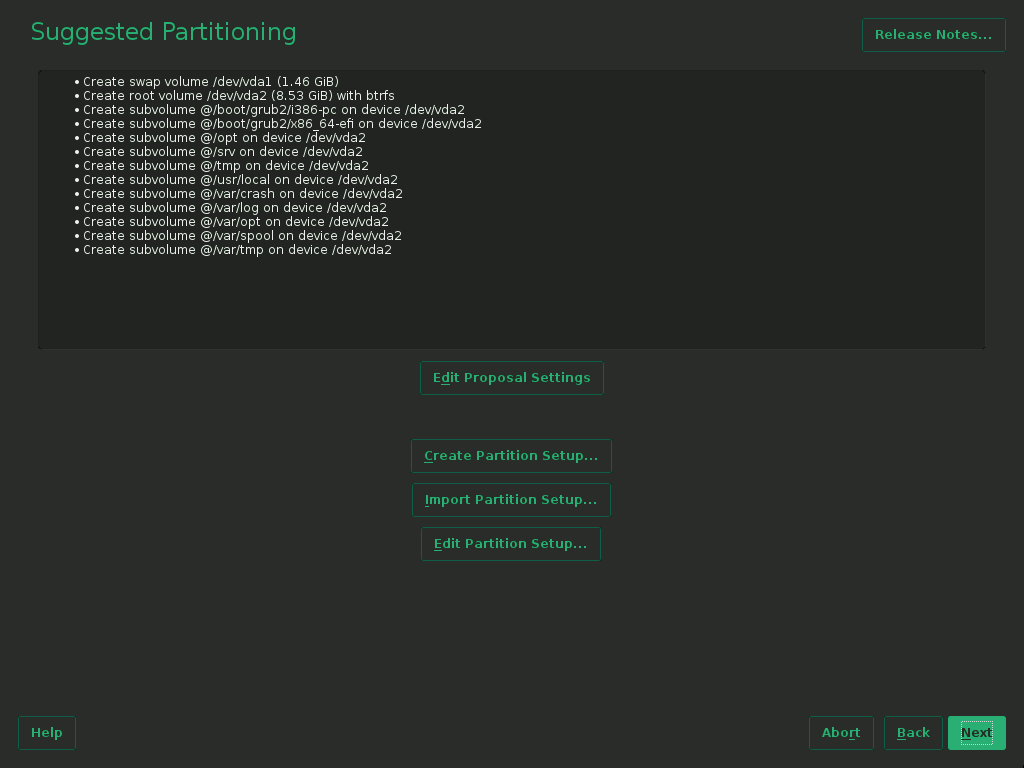 Suggested Partitioning
Release Notes...
• Create swap volume /dev/vda1 (1.46 GiB)
• Create root volume /dev/vda2 (8.53 GiB) with btrfs
• Create subvolume @/boot/grub2/i386-pc on device /dev/vda2
• Create subvolume @/boot/grub2/x86_64-efi on device /dev/vda2
• Create subvolume @/opt on device /dev/vda2
• Create subvolume @/srv on device /dev/vda2
• Create subvolume @/tmp on device /dev/vda2
• Create subvolume @/usr/local on device /dev/vda2
• Create subvolume @/var/crash on device /dev/vda2
• Create subvolume @/var/log on device /dev/vda2
• Create subvolume @/var/opt on device /dev/vda2
• Create subvolume @/var/spool on device /dev/vda2
• Create subvolume @/var/tmp on device /dev/vda2
Edit Proposal Settings
Create Partition Setup...
Import Partition Setup...
Edit Partition Setup...
Help
Abort
Back
Next